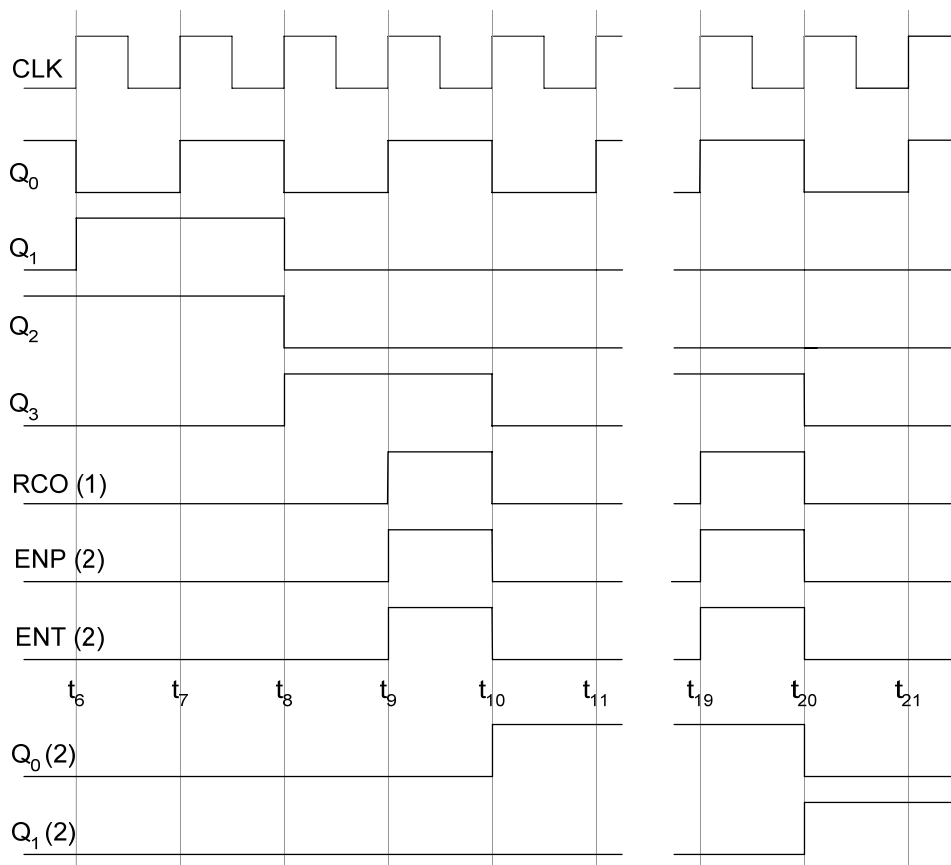 CLK
Q0
Q1
Q2
Q3
RCO (1)
ENP (2)
ENT (2)
t6 t7 t8 t9 t10 t11 t19 t20 t21
Q0 (2)
Q1 (2)